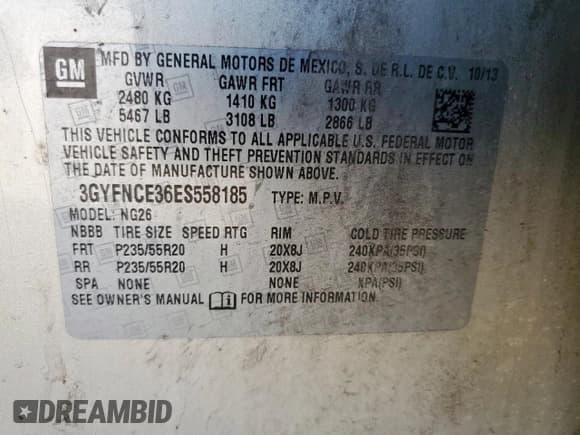 GM
MFD BY GENERAL MOTORS DE MEXICO, S. DE R.L. DE C.V. 10/13
GVWR GAWR FRT GAWR RR
2480 KG 1410 KG 1300 KG
5467 LB 3108 LB 2866 LB
THIS VEHICLE CONFORMS TO ALL APPLICABLE U.S. FEDERAL MOTOR
VEHICLE SAFETY AND THEFT PREVENTION STANDARDS IN EFFECT ON
THE DATE OF MANUFACTURE SHOWN ABOVE.
3GYFNCE36ES558185 TYPE: M.P.V.
MODEL: NG26
NBBB TIRE SIZE SPEED RTG RIM COLD TIRE PRESSURE
FRT P235/55R20 H 20X8J 240KPA(35PSI)
RR P235/55R20 H 20X8J 240KPA(35PSI)
SPA NONE NONE KPA(PSI)
SEE OWNER'S MANUAL FOR MORE INFORMATION.
DREAMBID